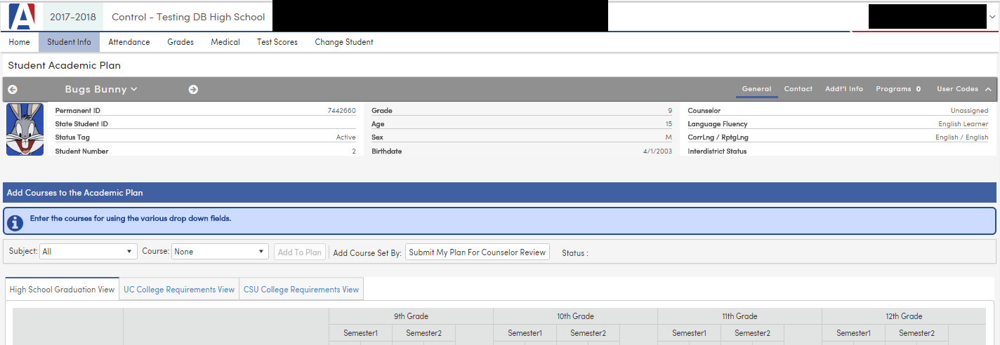 2017-2018 Control - Testing DB High School
Home Student Info Attendance Grades Medical Test Scores Change Student
Student Academic Plan
Bugs Bunny General Contact Addt'l Info Programs 0 User Codes
Permanent ID 7442660 Grade 9 Counselor Unassigned
State Student ID Age 15 Language Fluency English Learner
Status Tag Active Sex M CorrLng / RptgLng English / English
Student Number 2 Birthdate 4/1/2003 Interdistrict Status
Add Courses to the Academic Plan
Enter the courses for using the various drop down fields.
Subject: All Course: None Add To Plan Add Course Set By: Submit My Plan For Counselor Review Status :
High School Graduation View UC College Requirements View CSU College Requirements View
9th Grade 10th Grade 11th Grade 12th Grade
Semester1 Semester2 Semester1 Semester2 Semester1 Semester2 Semester1 Semester2